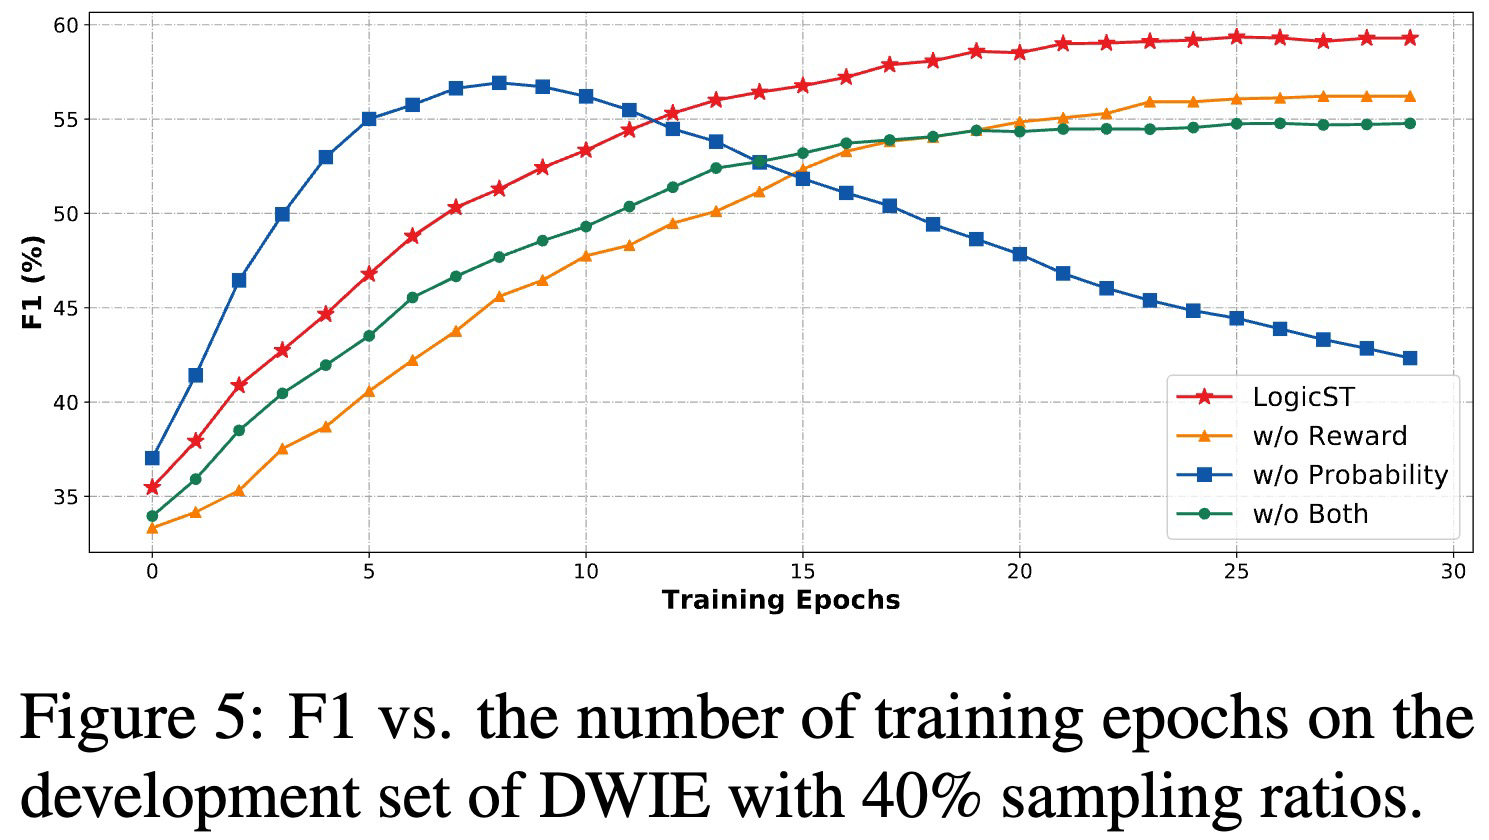 60
55
50
45
40
35
F1 (%)
0 5 10 15 20 25 30
Training Epochs
LogicST
w/o Reward
w/o Probability
w/o Both
Figure 5: F1 vs. the number of training epochs on the
development set of DWIE with 40% sampling ratios.